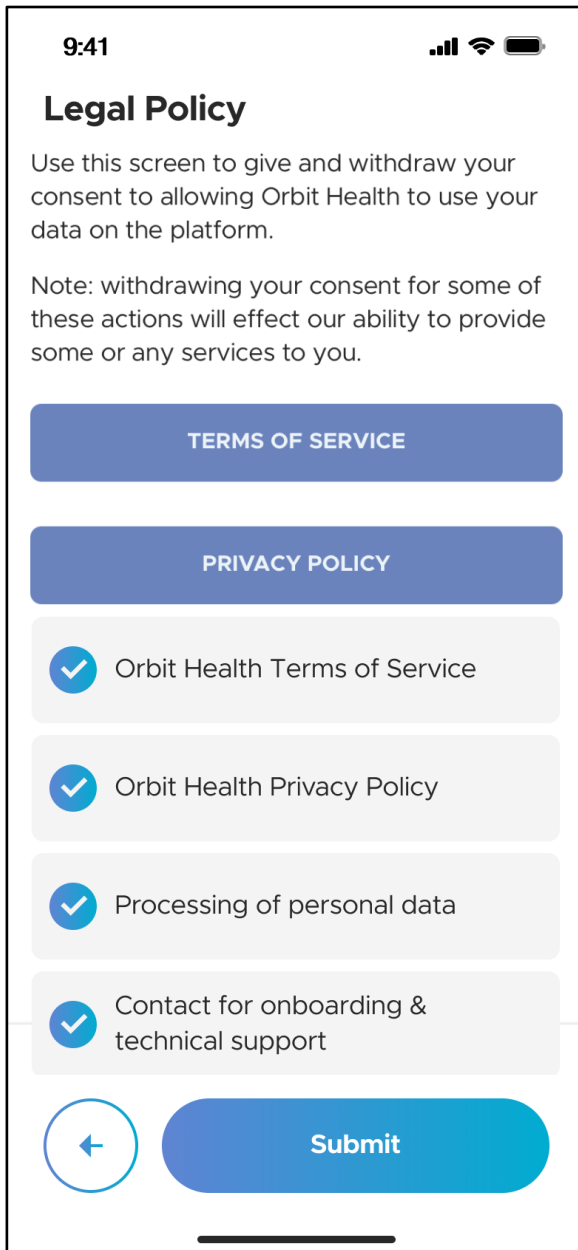 9:41
Legal Policy
Use this screen to give and withdraw your
consent to allowing Orbit Health to use your
data on the platform.
Note: withdrawing your consent for some of
these actions will effect our ability to provide
some or any services to you.
TERMS OF SERVICE
PRIVACY POLICY
Orbit Health Terms of Service
Orbit Health Privacy Policy
Processing of personal data
Contact for onboarding &
technical support
Submit